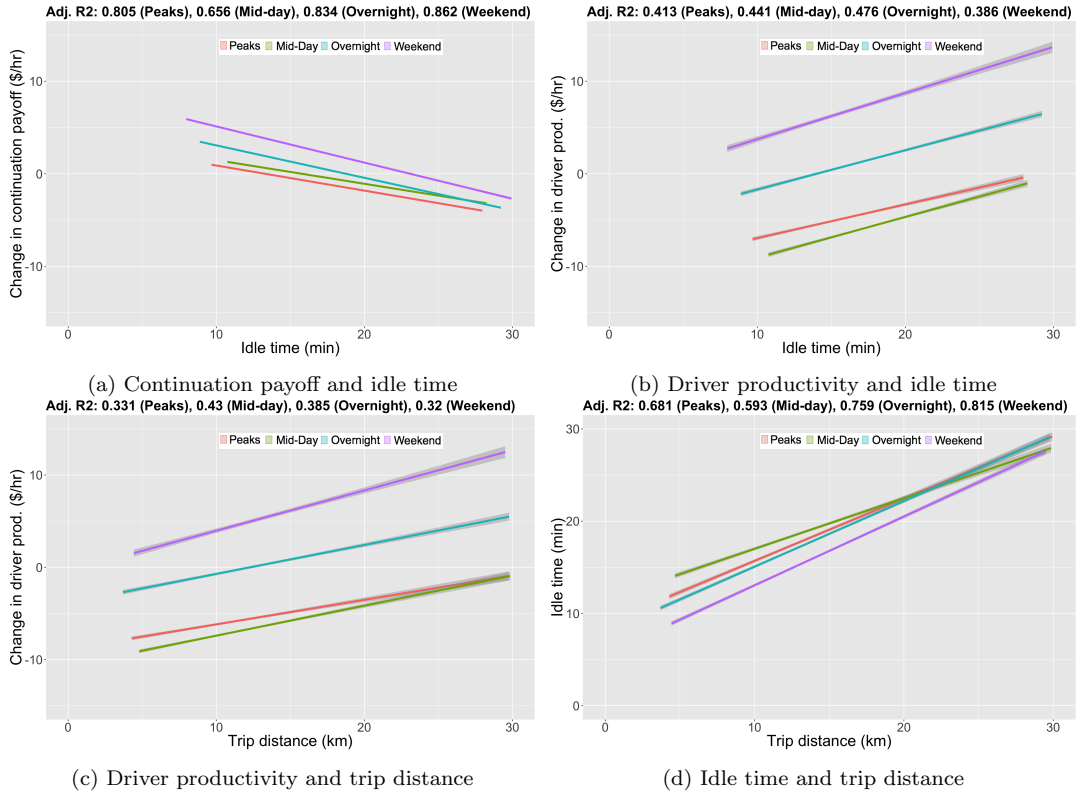 Adj. R2: 0.805 (Peaks), 0.656 (Mid-day), 0.834 (Overnight), 0.862 (Weekend)
Peaks Mid-Day Overnight Weekend
Change in continuation payoff ($/hr)
10
0
-10
0 10 20 30
Idle time (min)
(a) Continuation payoff and idle time
Adj. R2: 0.413 (Peaks), 0.441 (Mid-day), 0.476 (Overnight), 0.386 (Weekend)
Peaks Mid-Day Overnight Weekend
Change in driver prod. ($/hr)
10
0
-10
0 10 20 30
Idle time (min)
(b) Driver productivity and idle time
Adj. R2: 0.331 (Peaks), 0.43 (Mid-day), 0.385 (Overnight), 0.32 (Weekend)
Peaks Mid-Day Overnight Weekend
Change in driver prod. ($/hr)
10
0
-10
0 10 20 30
Trip distance (km)
(c) Driver productivity and trip distance
Adj. R2: 0.681 (Peaks), 0.593 (Mid-day), 0.759 (Overnight), 0.815 (Weekend)
Peaks Mid-Day Overnight Weekend
Idle time (min)
30
20
10
0
0 10 20 30
Trip distance (km)
(d) Idle time and trip distance